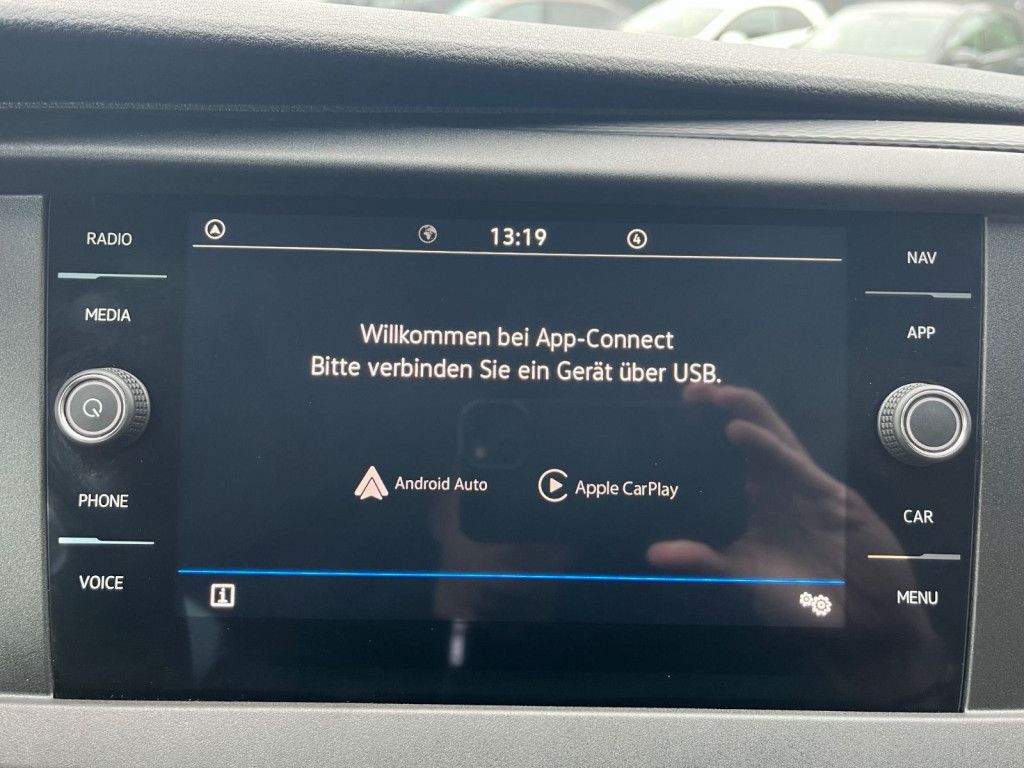 RADIO
MEDIA
PHONE
VOICE
13:19
4
Willkommen bei App-Connect
Bitte verbinden Sie ein Gerät über USB.
Android Auto
Apple CarPlay
i
NAV
APP
CAR
MENU